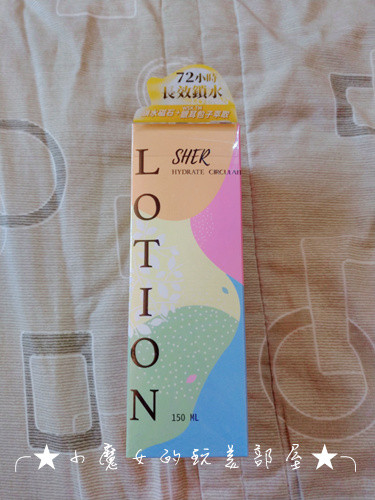 72小時
長效鎖水
SHER
HYDRATE CIRCULAR
LOTION
150 ML
╭★小魔女的玩美部屋★╮